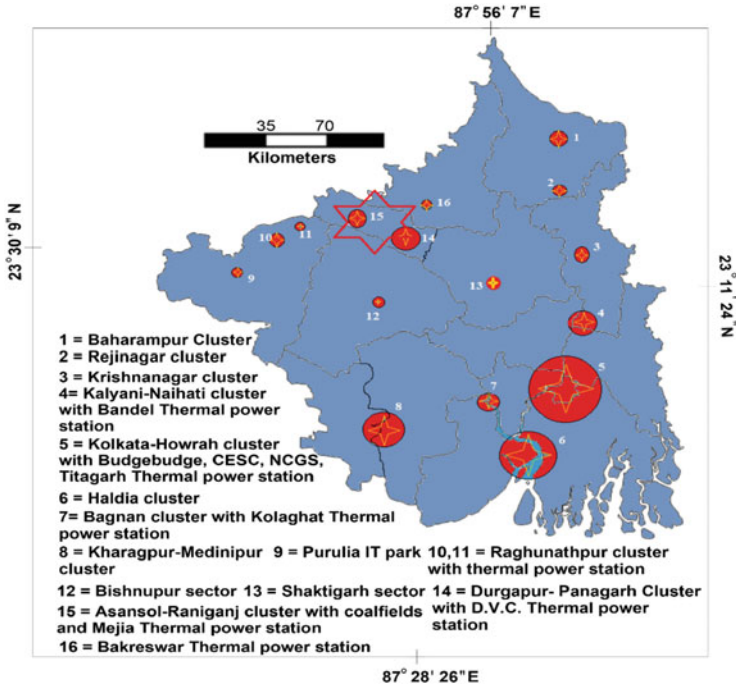 87° 56' 7" E
35 70
Kilometers
23°30'6" N
23°11'24" N
1
2
16
15
14
11
10
9
3
13
12
4
5
7
8
6
1 = Baharampur Cluster
2 = Rejinagar cluster
3 = Krishnanagar cluster
4= Kalyani-Naihati cluster
with Bandel Thermal power
station
5 = Kolkata-Howrah cluster
with Budgebudge, CESC, NCGS,
Titagarh Thermal power station
6 = Haldia cluster
7= Bagnan cluster with Kolaghat Thermal
power station
8 = Kharagpur-Medinipur 9 = Purulia IT park 10,11 = Raghunathpur cluster
cluster with thermal power station
12 = Bishnupur sector 13 = Shaktigarh sector 14 = Durgapur- Panagarh Cluster
with D.V.C. Thermal power
station
15 = Asansol-Raniganj cluster with coalfields
and Mejia Thermal power station
16 = Bakreswar Thermal power station
87° 28' 26" E